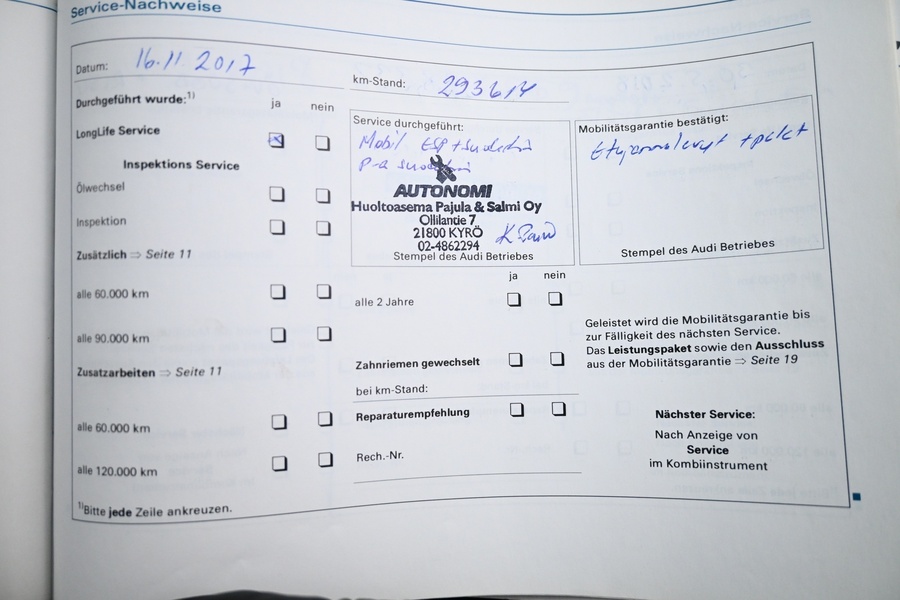 Service-Nachweise
Datum: 16.11.2017
km-Stand: 293614
Durchgeführt wurde:¹⁾
ja nein
LongLife Service
Inspektions Service
Ölwechsel
Inspektion
Zusätzlich ⇒ Seite 11
alle 60.000 km
alle 90.000 km
Zusatzarbeiten ⇒ Seite 11
alle 60.000 km
alle 120.000 km
¹⁾Bitte jede Zeile ankreuzen.
Service durchgeführt:
Mobil ESP + suodatin
suodatin
AUTONOMI
Huoltoasema Pajula & Salmi Oy
Ollilantie 7
21800 KYRÖ
02-4862294
Stempel des Audi Betriebes
ja nein
alle 2 Jahre
Zahnriemen gewechselt
bei km-Stand:
Reparaturempfehlung
Rech.-Nr.
Mobilitätsgarantie bestätigt:
Stempel des Audi Betriebes
Geleistet wird die Mobilitätsgarantie bis
zur Fälligkeit des nächsten Service.
Das Leistungspaket sowie den Ausschluss
aus der Mobilitätsgarantie ⇒ Seite 19
Nächster Service:
Nach Anzeige von
Service
im Kombiinstrument